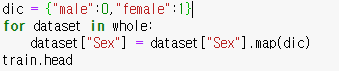 dic = {"male":0,"female":1}
for dataset in whole:
    dataset["Sex"] = dataset["Sex"].map(dic)
train.head